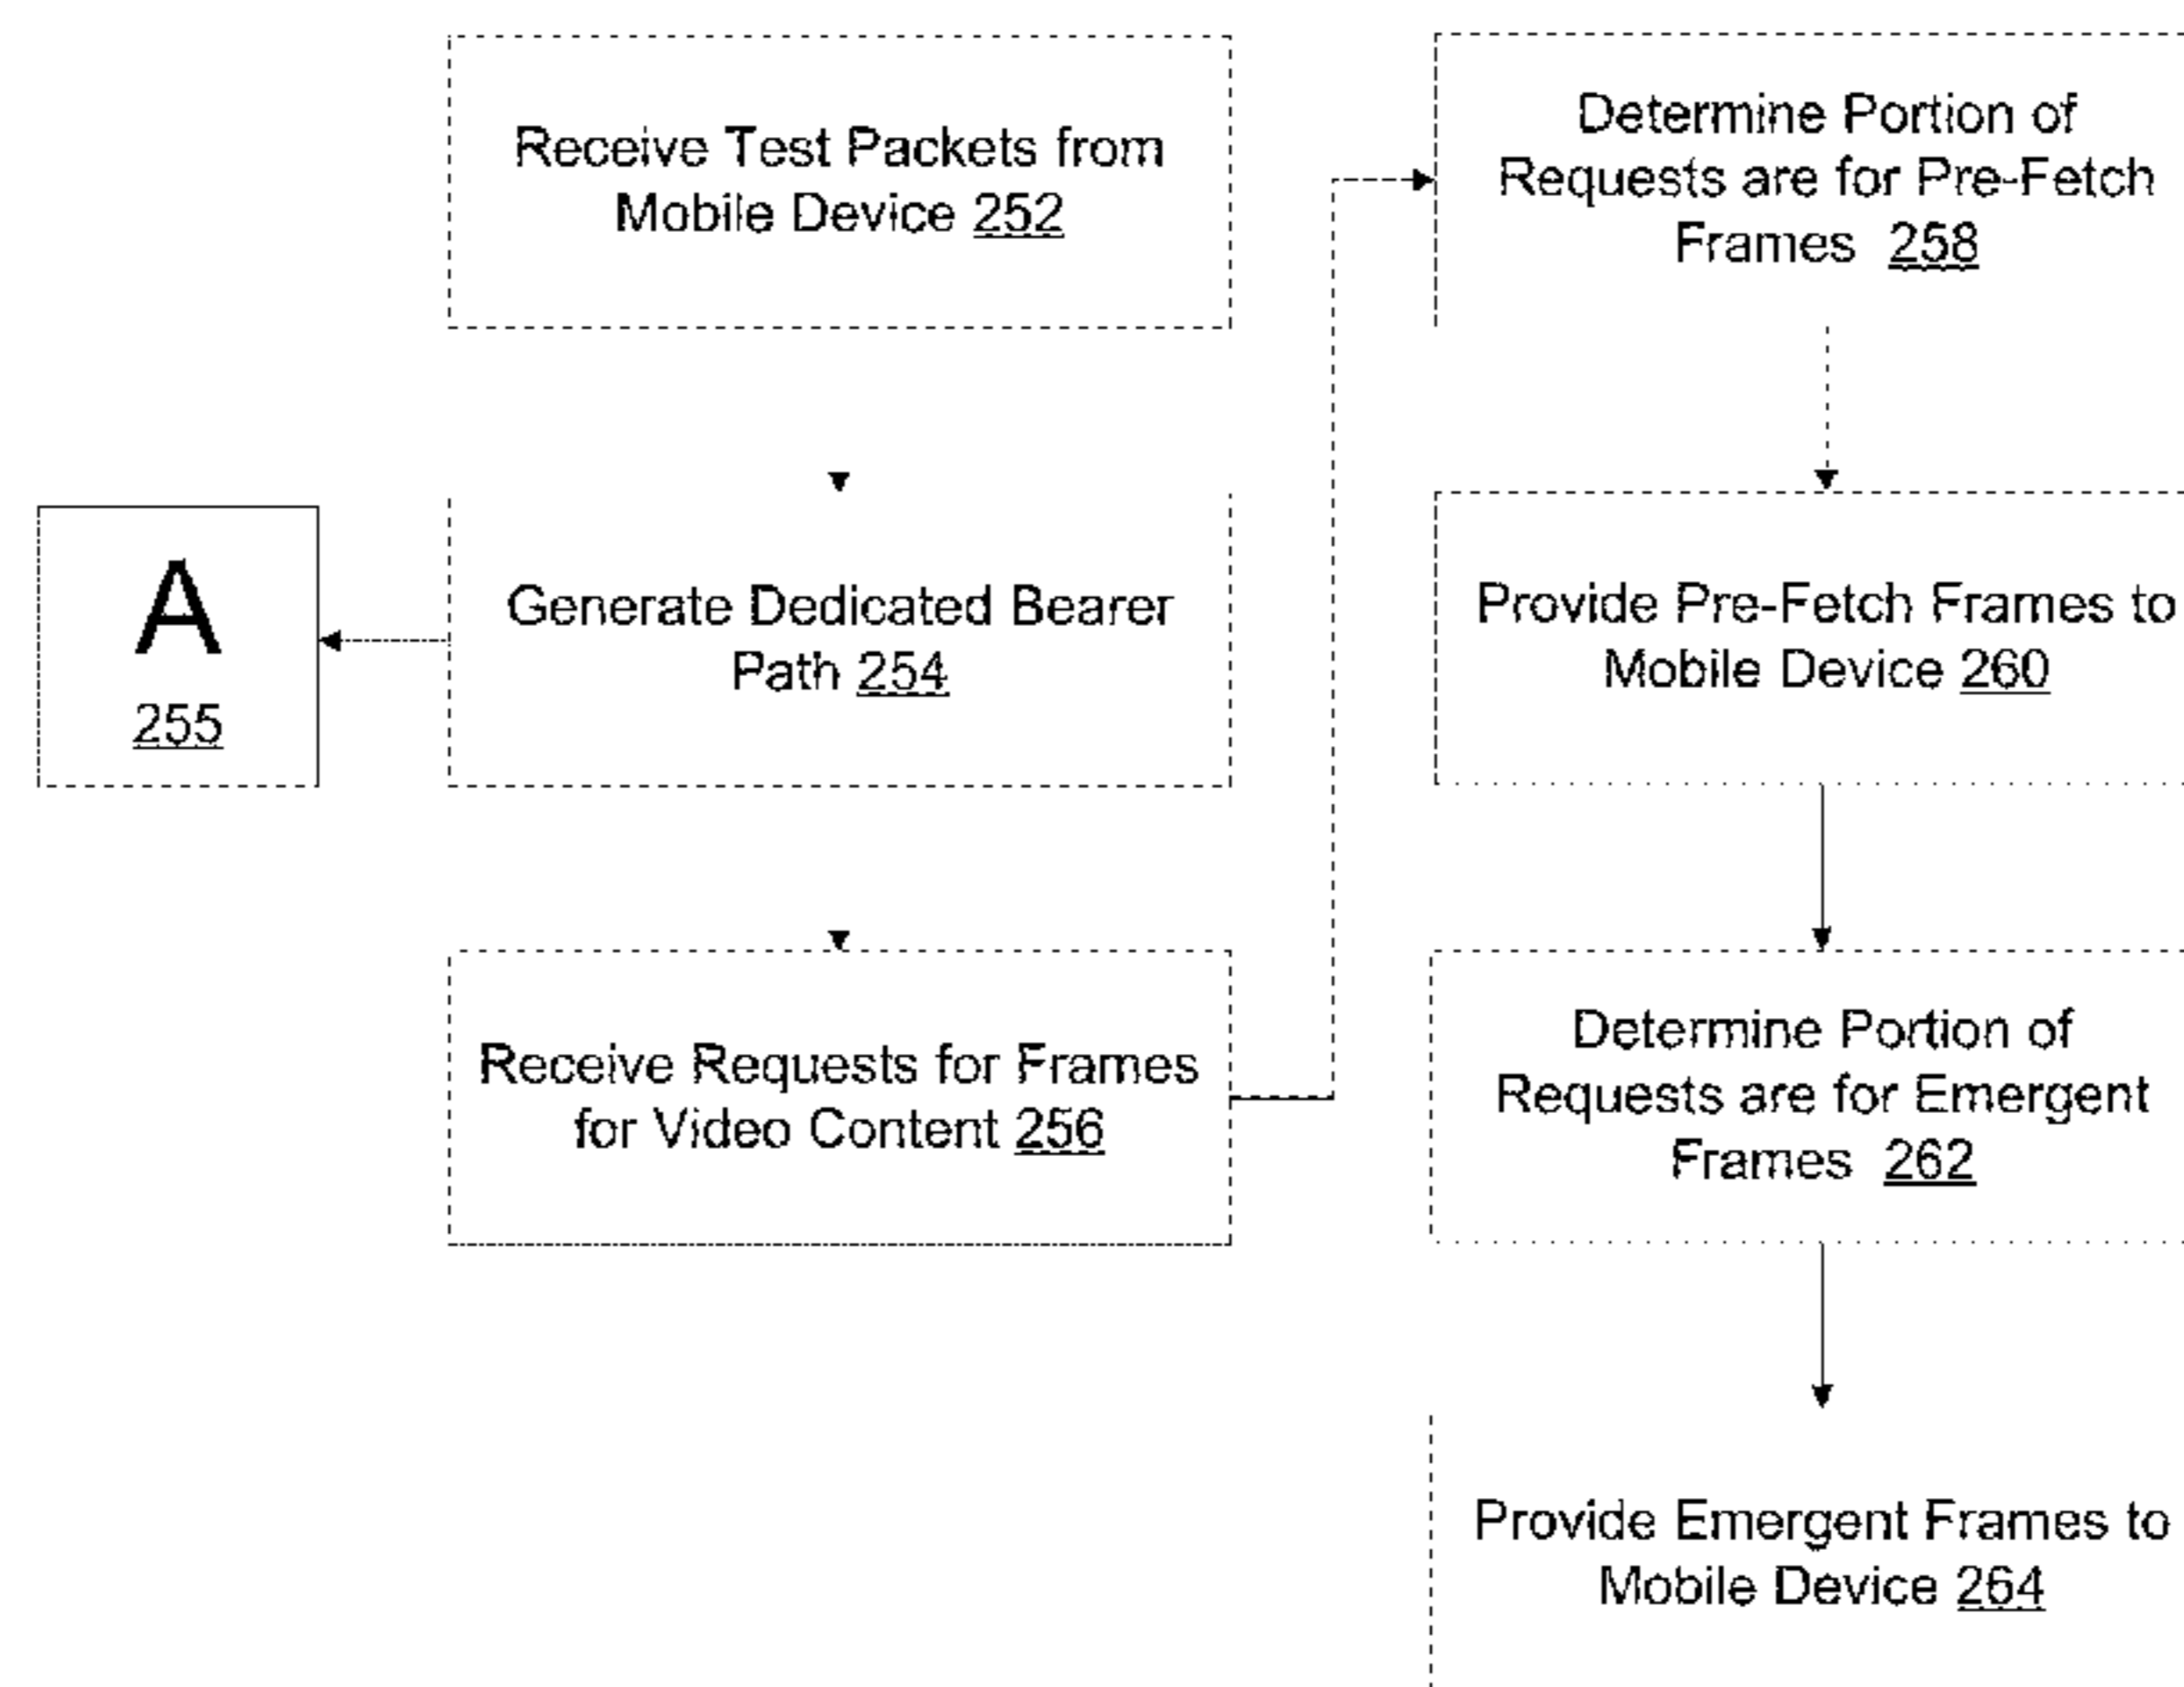 Receive Test Packets from
Mobile Device 252
A
255
Generate Dedicated Bearer
Path 254
Receive Requests for Frames
for Video Content 256
Determine Portion of
Requests are for Pre-Fetch
Frames 258
Provide Pre-Fetch Frames to
Mobile Device 260
Determine Portion of
Requests are for Emergent
Frames 262
Provide Emergent Frames to
Mobile Device 264